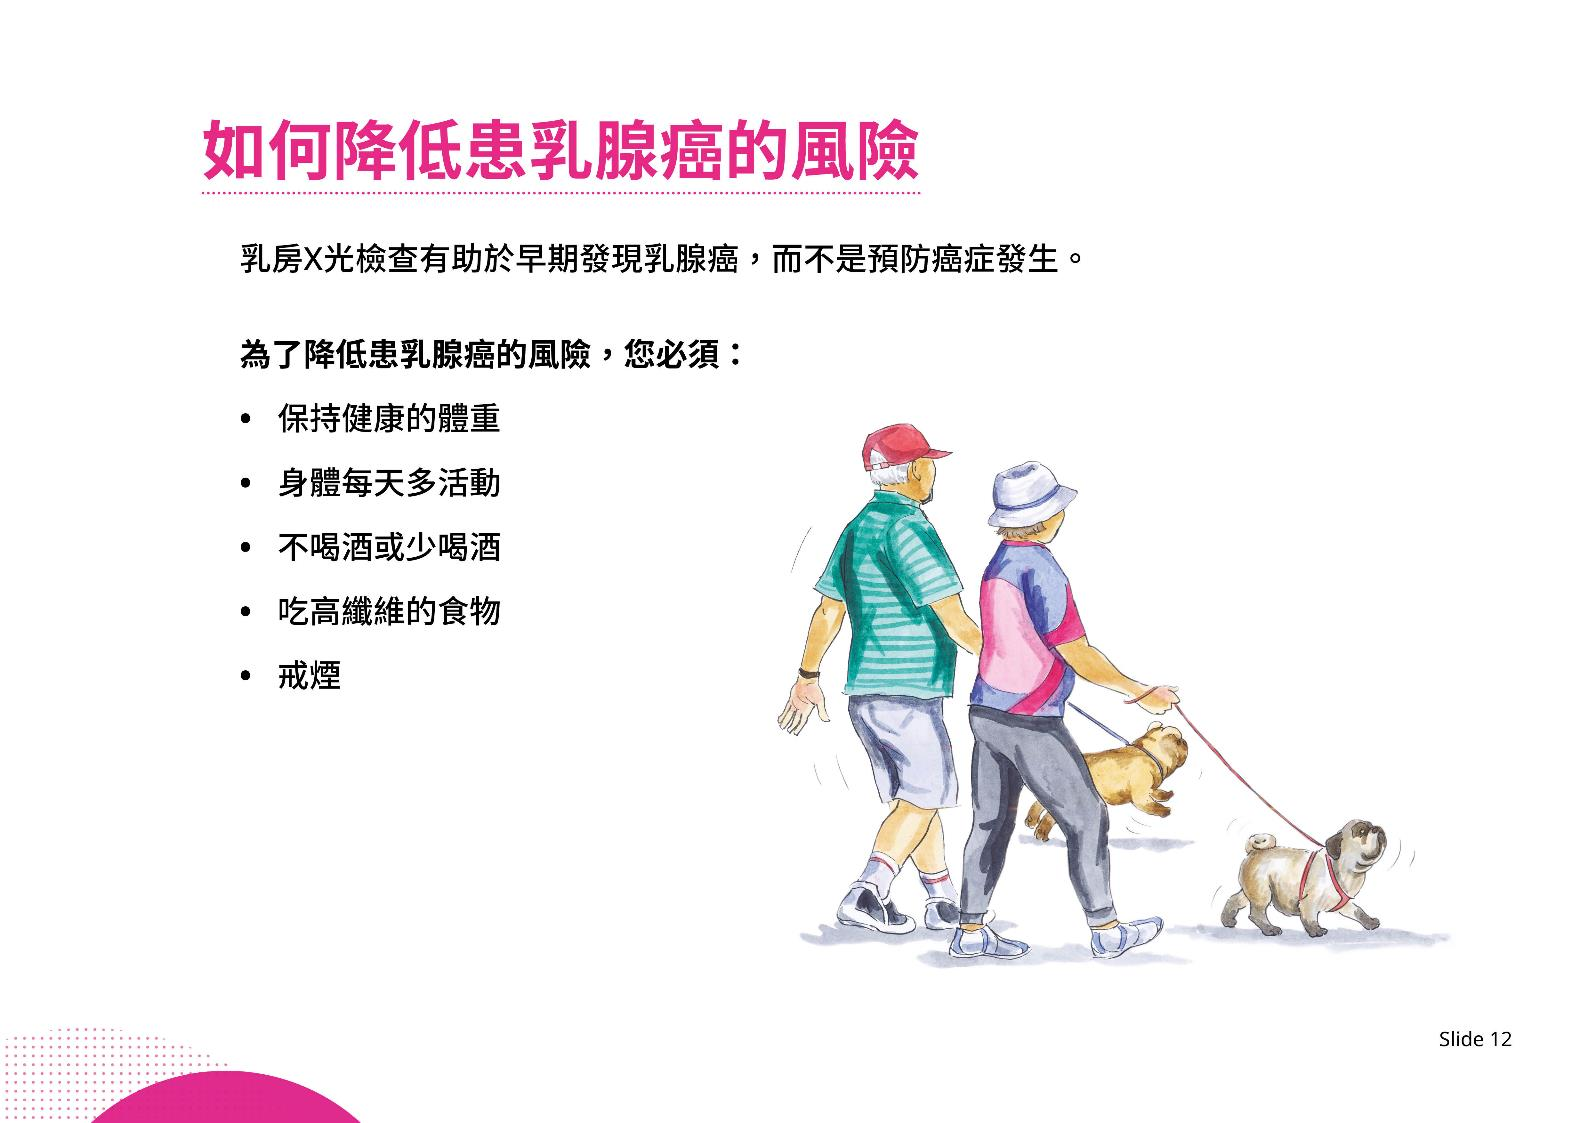 如何降低患乳腺癌的風險
乳房X光檢查有助於早期發現乳腺癌，而不是預防癌症發生。
為了降低患乳腺癌的風險，您必須：
• 保持健康的體重
• 身體每天多活動
• 不喝酒或少喝酒
• 吃高纖維的食物
• 戒煙
Slide 12